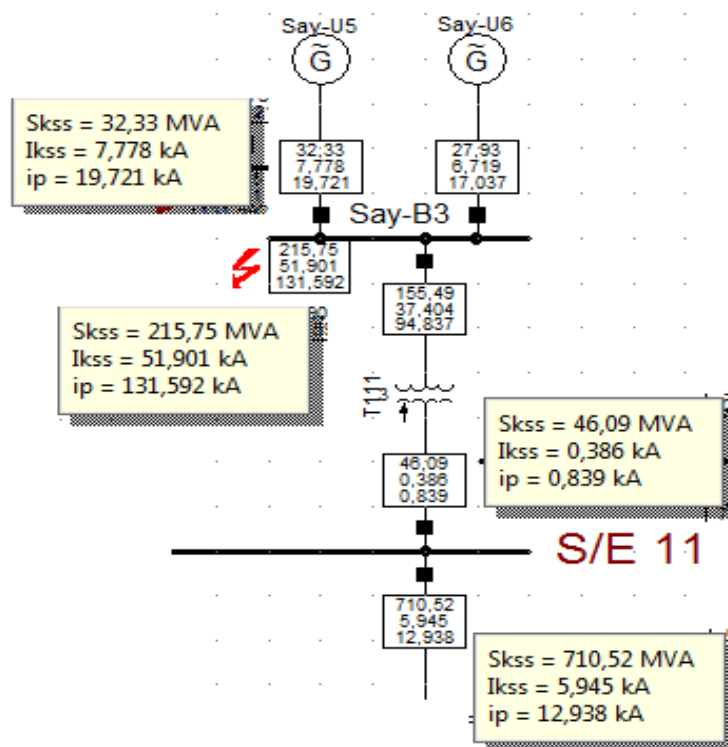 Say-U5
Say-U6
G
G
Skss = 32,33 MVA
Ikss = 7,778 kA
ip = 19,721 kA
32,33
7,778
19,721
27,93
6,719
17,037
Say-B3
215,75
51,901
131,592
155,49
37,404
94,837
Skss = 215,75 MVA
Ikss = 51,901 kA
ip = 131,592 kA
Skss = 46,09 MVA
Ikss = 0,386 kA
ip = 0,839 kA
46,09
0,386
0,839
S/E 11
710,52
5,945
12,938
Skss = 710,52 MVA
Ikss = 5,945 kA
ip = 12,938 kA